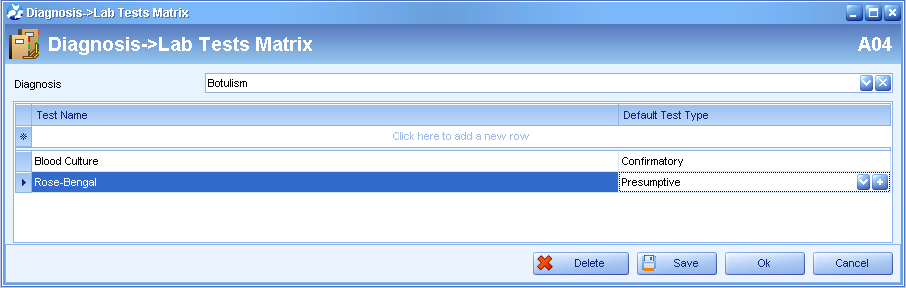 Diagnosis->Lab Tests Matrix
Diagnosis->Lab Tests Matrix A04
Diagnosis Botulism
Test Name Default Test Type
Click here to add a new row
Blood Culture Confirmatory
Rose-Bengal Presumptive
Delete Save Ok Cancel